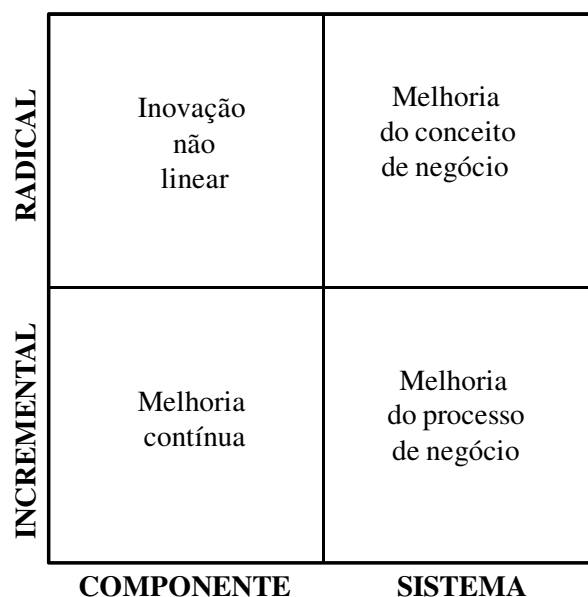 RADICAL
Inovação
não
linear
Melhoria
do conceito
de negócio
INCREMENTAL
Melhoria
contínua
Melhoria
do processo
de negócio
COMPONENTE
SISTEMA